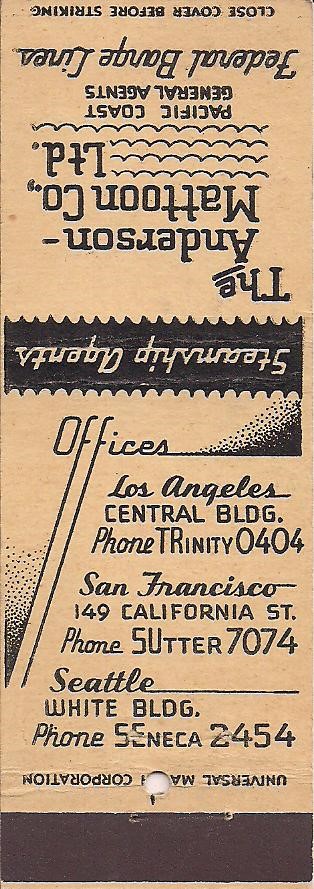 Steamship Agents
The
Anderson-
Mattoon Co.,
Ltd.
PACIFIC COAST
GENERAL AGENTS
Federal Barge Lines
CLOSE COVER BEFORE STRIKING
Offices
Los Angeles
CENTRAL BLDG.
Phone TRINITY 0404
San Francisco
149 CALIFORNIA ST.
Phone SUTTER 7074
Seattle
WHITE BLDG.
Phone SENECA 2454
UNIVERSAL MATCH CORPORATION